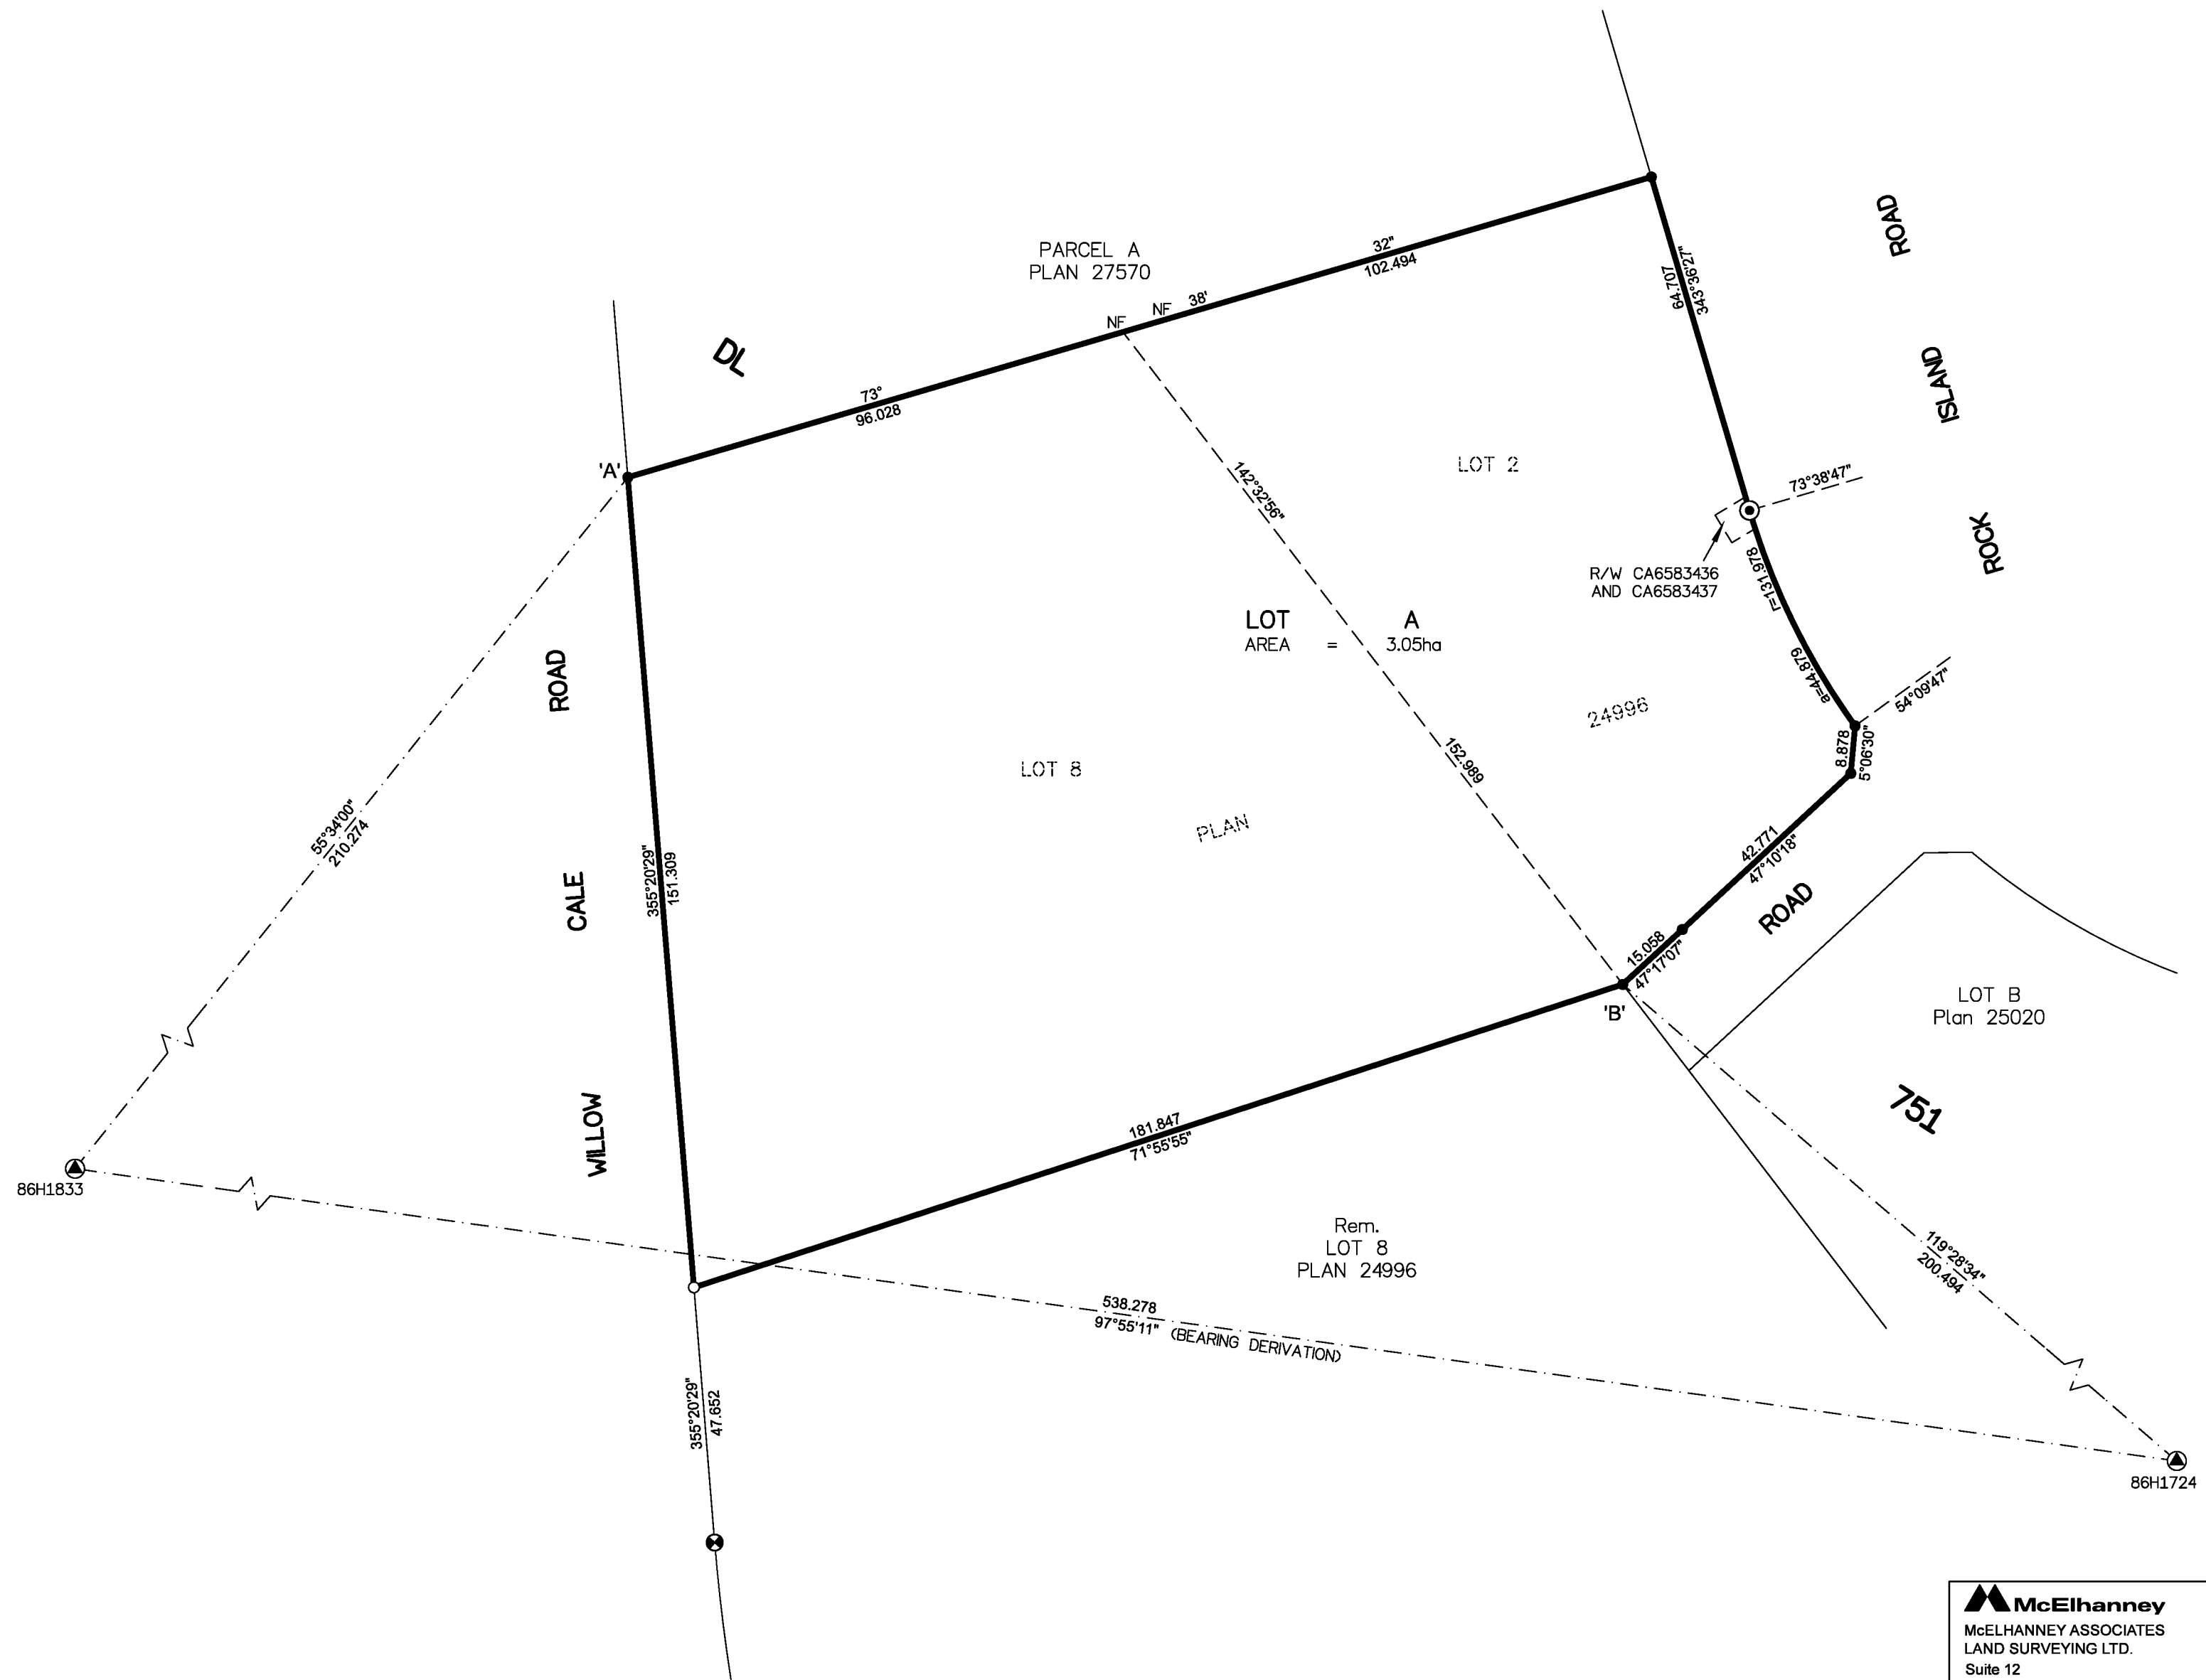 PARCEL A
PLAN 27570
32"
102.494
NF
NF
38'
DL
73°
96.028
'A'
64.707
343°36'27"
ROAD
ISLAND
ROCK
LOT 2
142°32'56"
73°38'47"
R/W CA6583436
AND CA6583437
r=131.978
a=44.879
LOT A
AREA = 3.05ha
54°09'47"
24996
8.878
5°06'30"
152.989
LOT 8
PLAN
55°34'00"
210.274
ROAD
CALE
WILLOW
355°20'29"
151.309
42.771
47°10'18"
ROAD
15.058
47°17'07"
'B'
LOT B
Plan 25020
751
181.847
71°55'55"
86H1833
Rem.
LOT 8
PLAN 24996
119°28'34"
200.494
538.278
97°55'11" (BEARING DERIVATION)
355°20'29"
47.652
86H1724
McElhanney
McELHANNEY ASSOCIATES
LAND SURVEYING LTD.
Suite 12